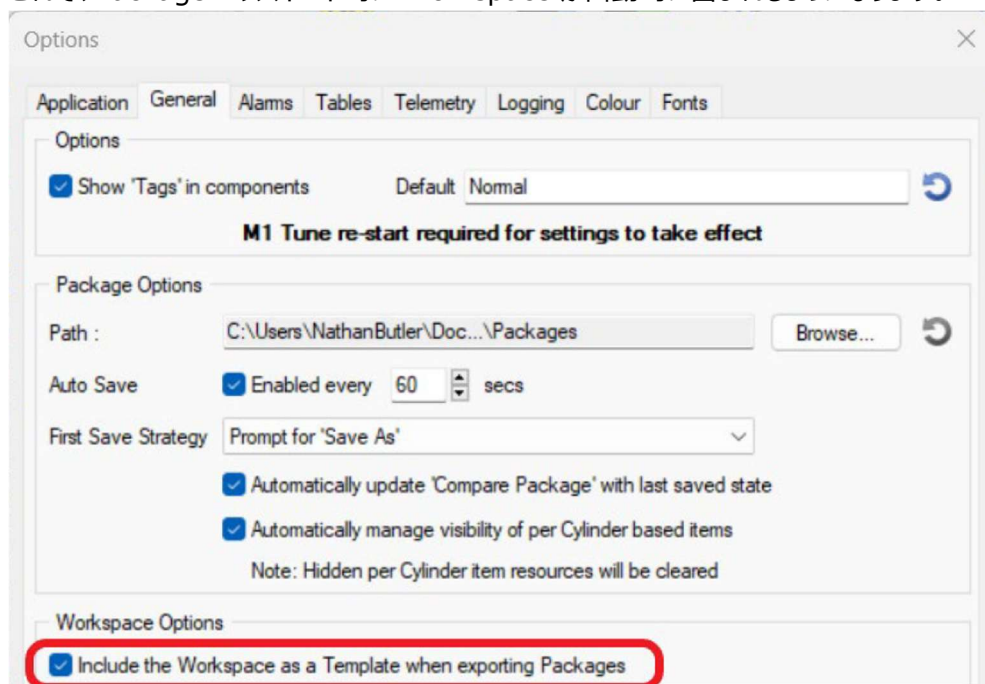 Options
Application General Alarms Tables Telemetry Logging Colour Fonts
Options
Show 'Tags' in components Default Normal
M1 Tune re-start required for settings to take effect
Package Options
Path : C:\Users\NathanButler\Doc...\Packages Browse...
Auto Save Enabled every 60 secs
First Save Strategy Prompt for 'Save As'
Automatically update 'Compare Package' with last saved state
Automatically manage visibility of per Cylinder based items
Note: Hidden per Cylinder item resources will be cleared
Workspace Options
Include the Workspace as a Template when exporting Packages